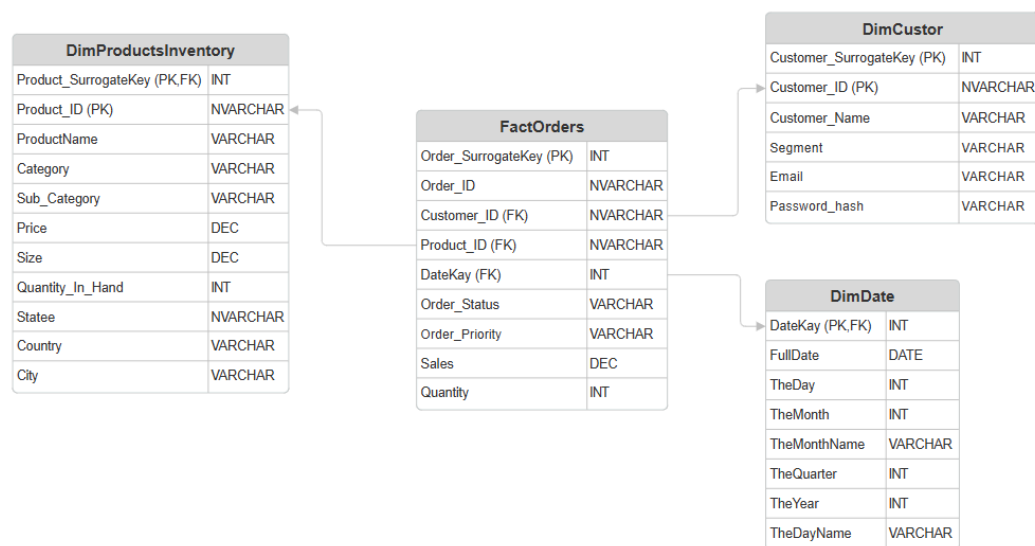 DimProductsInventory
Product_SurrogateKey (PK,FK) INT
Product_ID (PK) NVARCHAR
ProductName VARCHAR
Category VARCHAR
Sub_Category VARCHAR
Price DEC
Size DEC
Quantity_In_Hand INT
Statee NVARCHAR
Country VARCHAR
City VARCHAR
FactOrders
Order_SurrogateKey (PK) INT
Order_ID NVARCHAR
Customer_ID (FK) NVARCHAR
Product_ID (FK) NVARCHAR
DateKay (FK) INT
Order_Status VARCHAR
Order_Priority VARCHAR
Sales DEC
Quantity INT
DimCustor
Customer_SurrogateKey (PK) INT
Customer_ID (PK) NVARCHAR
Customer_Name VARCHAR
Segment VARCHAR
Email VARCHAR
Password_hash VARCHAR
DimDate
DateKay (PK,FK) INT
FullDate DATE
TheDay INT
TheMonth INT
TheMonthName VARCHAR
TheQuarter INT
TheYear INT
TheDayName VARCHAR